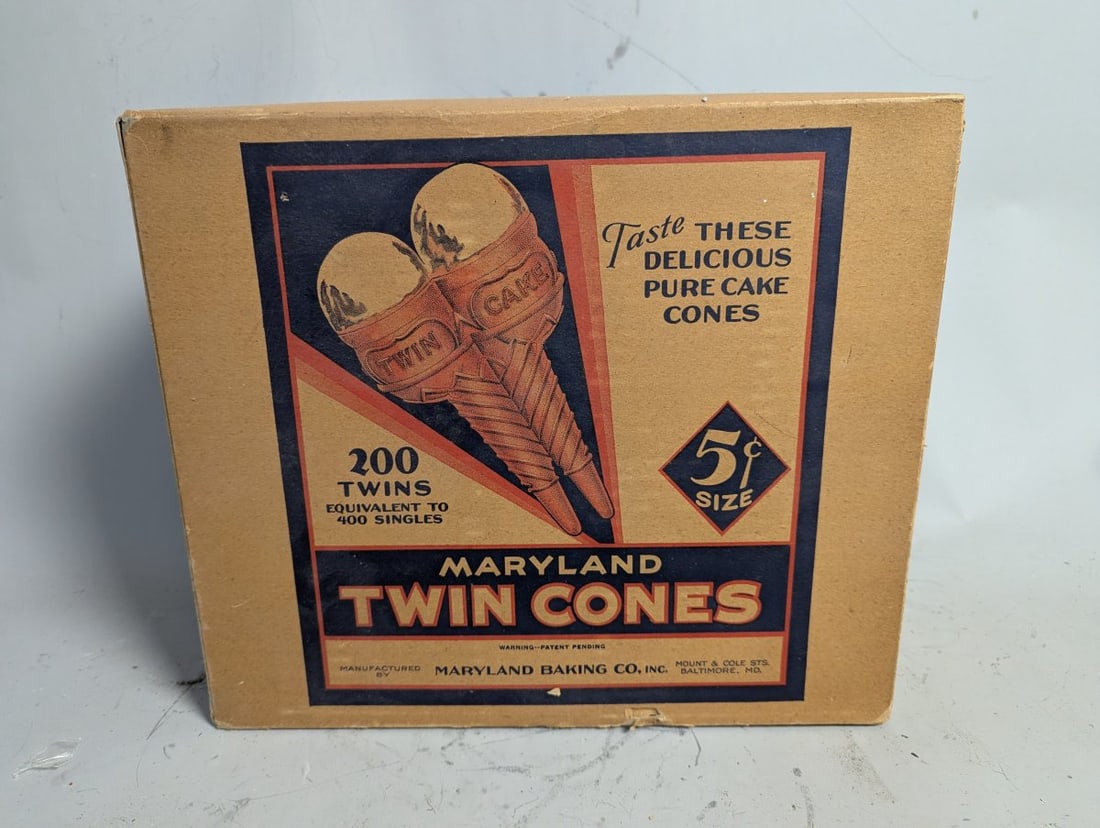 Taste THESE
DELICIOUS
PURE CAKE
CONES
TWIN
CAKE
200
TWINS
EQUIVALENT TO
400 SINGLES
5¢
SIZE
MARYLAND
TWIN CONES
WARNING--PATENT PENDING
MANUFACTURED
BY
MARYLAND BAKING CO., INC.
MOUNT & COLE STS.
BALTIMORE, MD.